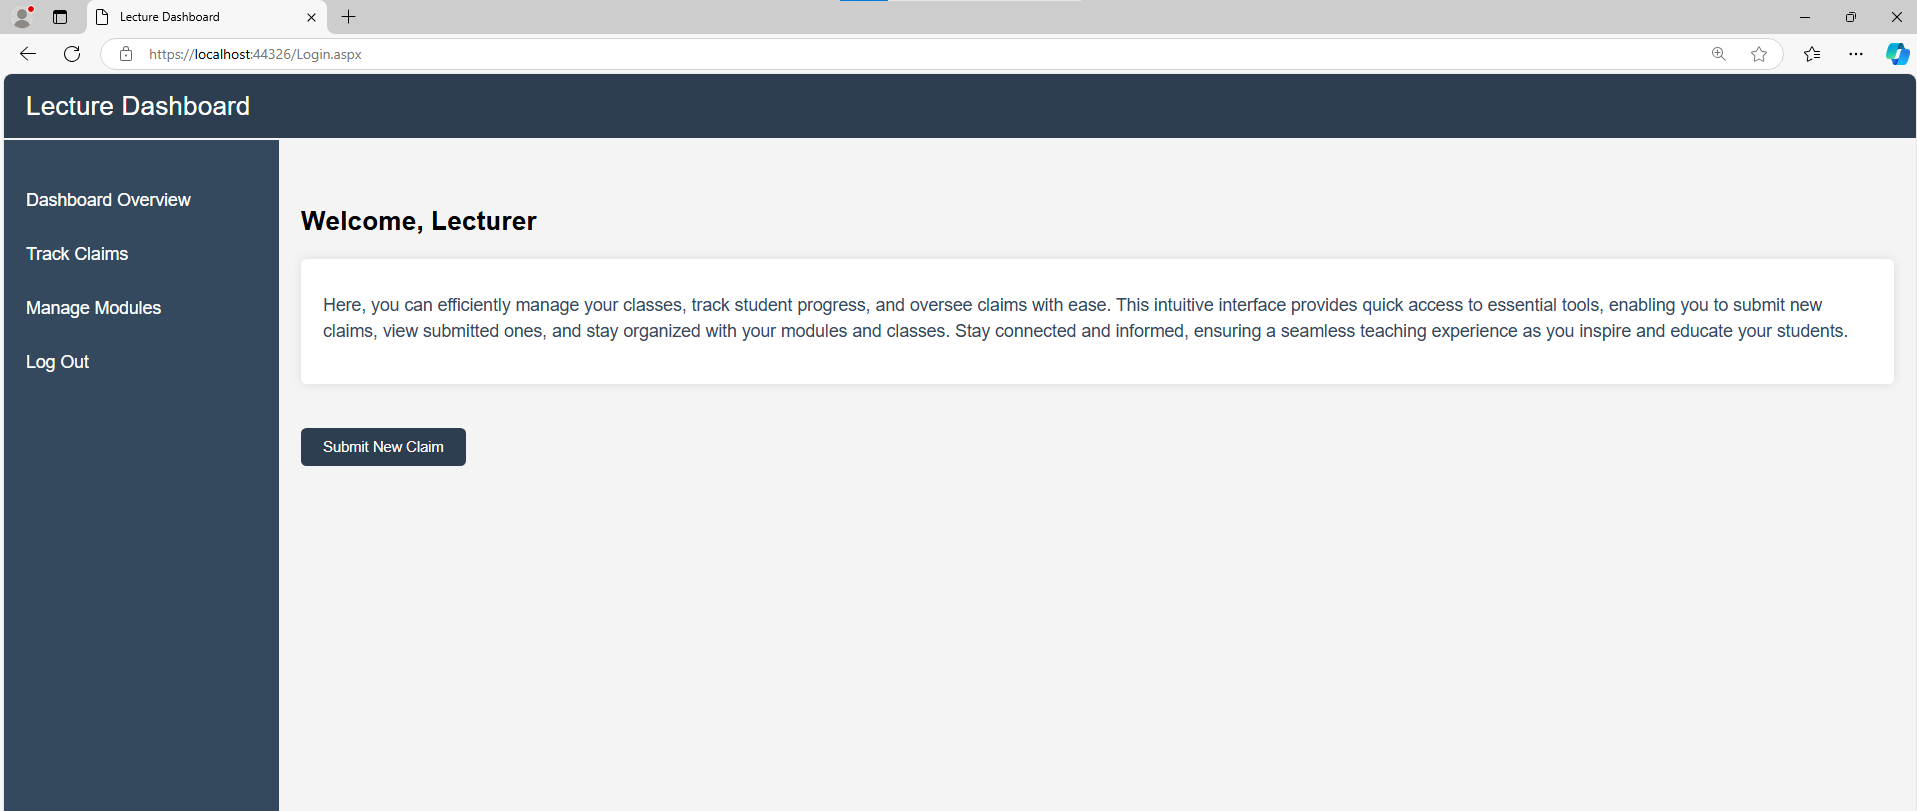 Lecture Dashboard
https://localhost:44326/Login.aspx
Lecture Dashboard
Dashboard Overview
Track Claims
Manage Modules
Log Out
Welcome, Lecturer
Here, you can efficiently manage your classes, track student progress, and oversee claims with ease. This intuitive interface provides quick access to essential tools, enabling you to submit new
claims, view submitted ones, and stay organized with your modules and classes. Stay connected and informed, ensuring a seamless teaching experience as you inspire and educate your students.
Submit New Claim